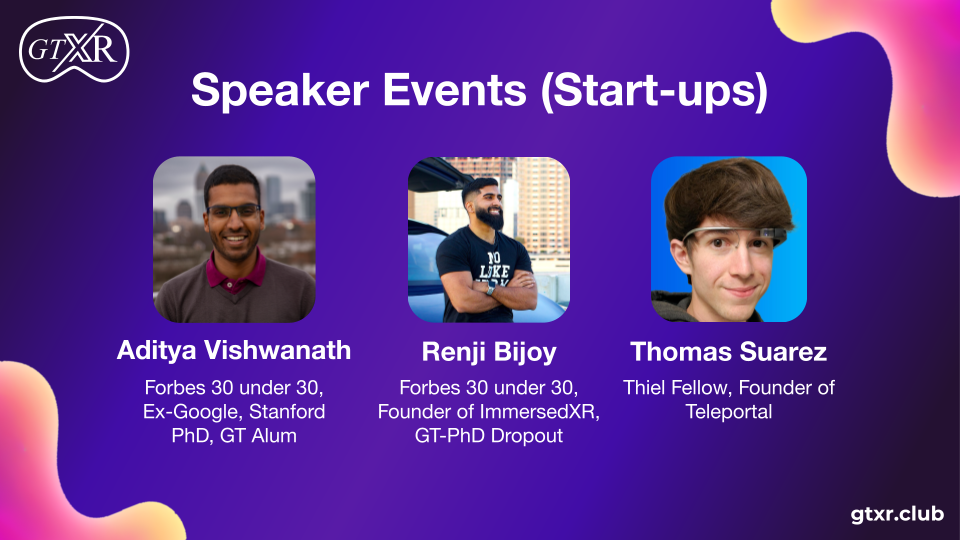 GTXR
Speaker Events (Start-ups)
Aditya Vishwanath
Forbes 30 under 30,
Ex-Google, Stanford
PhD, GT Alum
Renji Bijoy
Forbes 30 under 30,
Founder of ImmersedXR,
GT-PhD Dropout
Thomas Suarez
Thiel Fellow, Founder of
Teleportal
gtxr.club